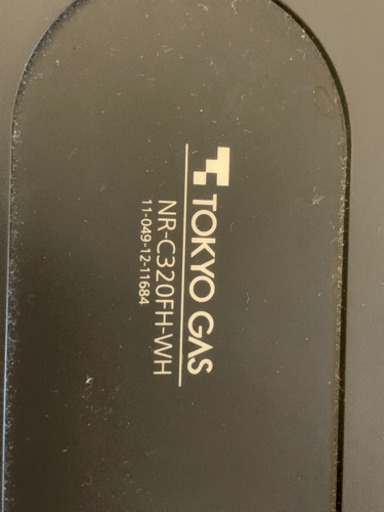 TOKYO GAS
NR-C320FH-WH
11-049-12-11684